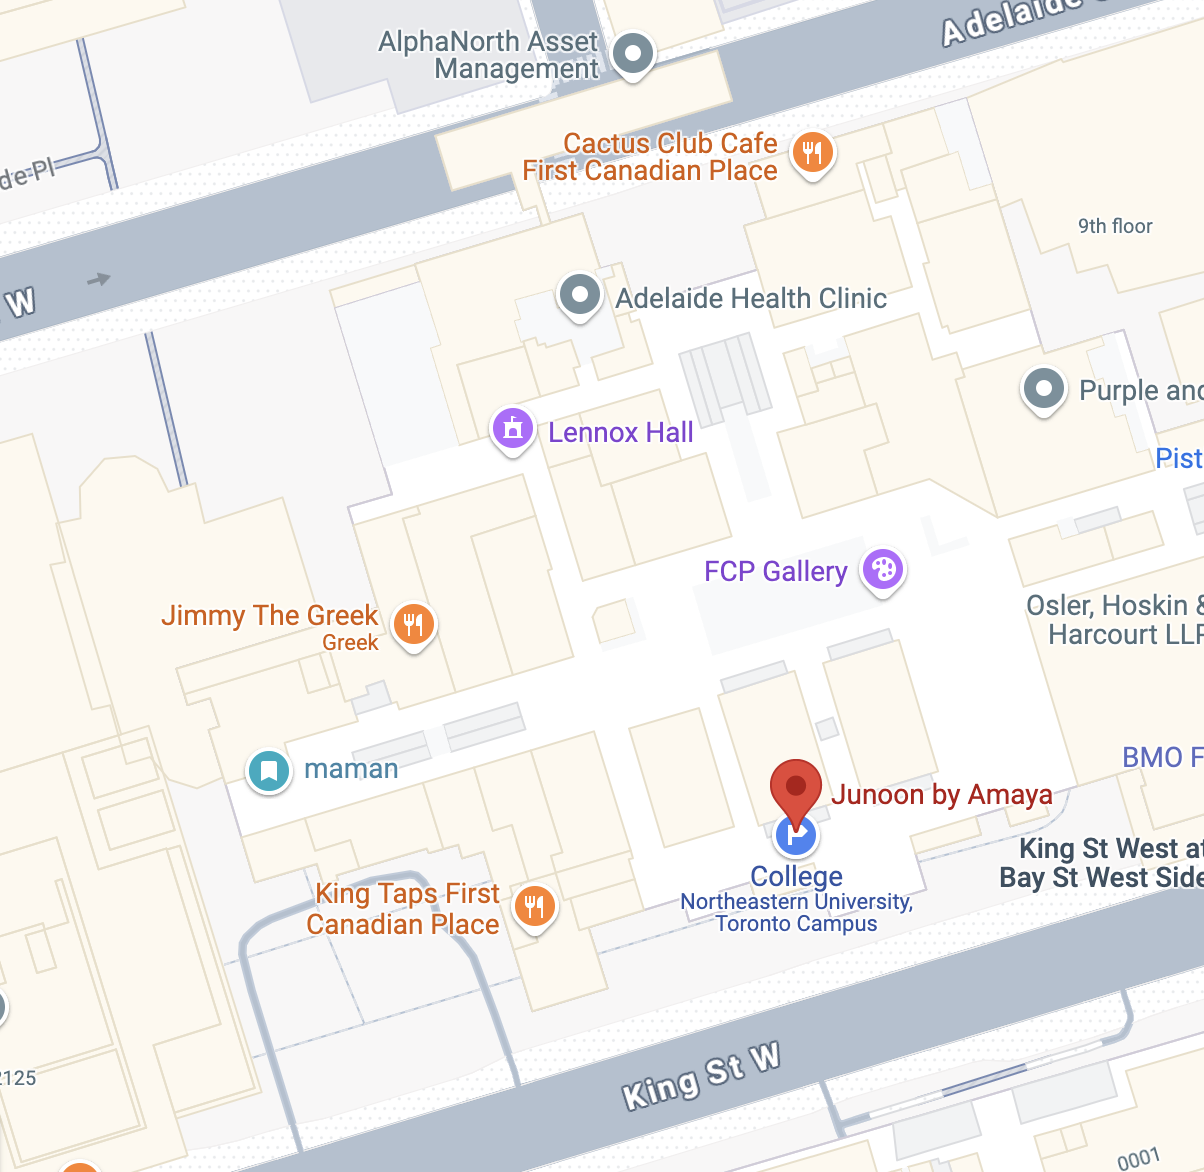 Adelaide
AlphaNorth Asset
Management
Cactus Club Cafe
First Canadian Place
de Pl
9th floor
W
Adelaide Health Clinic
Purple and
Lennox Hall
Pist
FCP Gallery
Jimmy The Greek
Greek
Osler, Hoskin &
Harcourt LLP
BMO F
maman
Junoon by Amaya
King St West at
Bay St West Side
College
Northeastern University,
Toronto Campus
King Taps First
Canadian Place
King St W
2125
0001